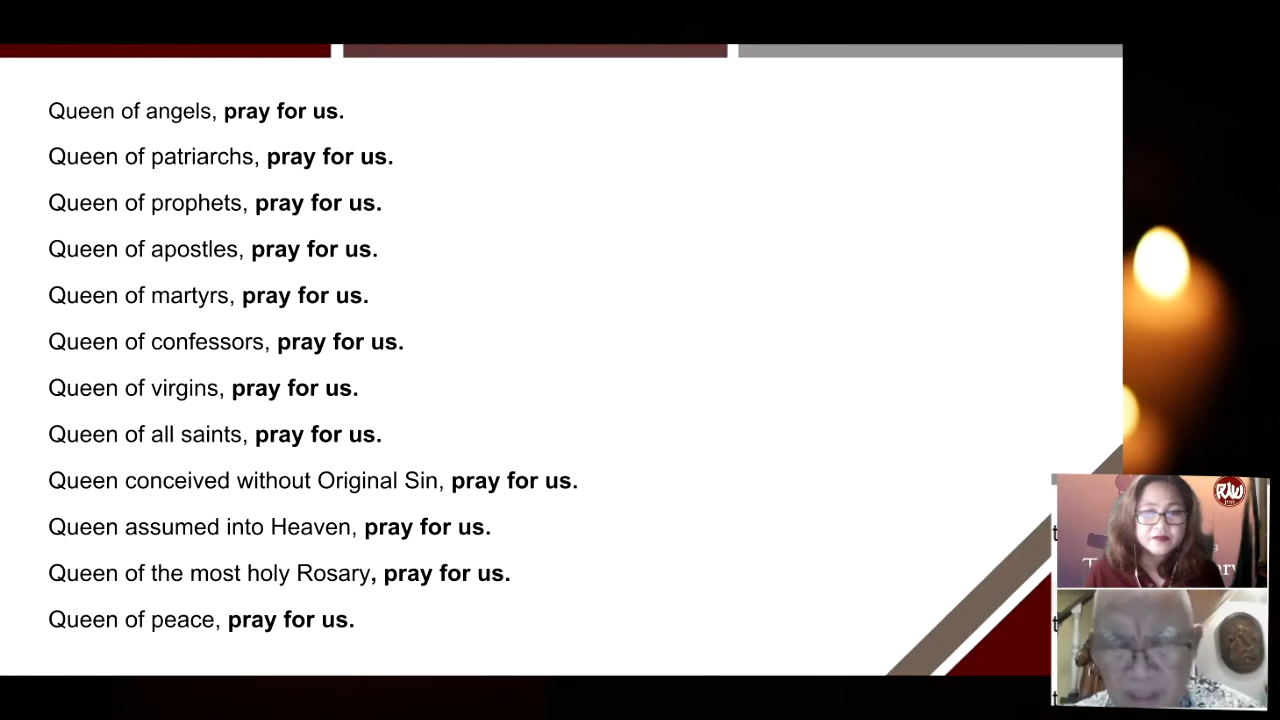 Queen of angels, pray for us.
Queen of patriarchs, pray for us.
Queen of prophets, pray for us.
Queen of apostles, pray for us.
Queen of martyrs, pray for us.
Queen of confessors, pray for us.
Queen of virgins, pray for us.
Queen of all saints, pray for us.
Queen conceived without Original Sin, pray for us.
Queen assumed into Heaven, pray for us.
Queen of the most holy Rosary, pray for us.
Queen of peace, pray for us.